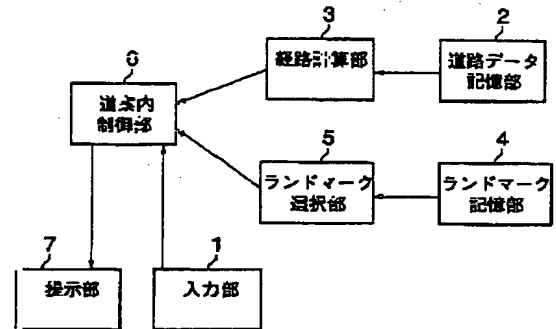 3
経路計算部
2
道路データ
記憶部
6
道案内
制御部
5
ランドマーク
選択部
4
ランドマーク
記憶部
7
提示部
1
入力部